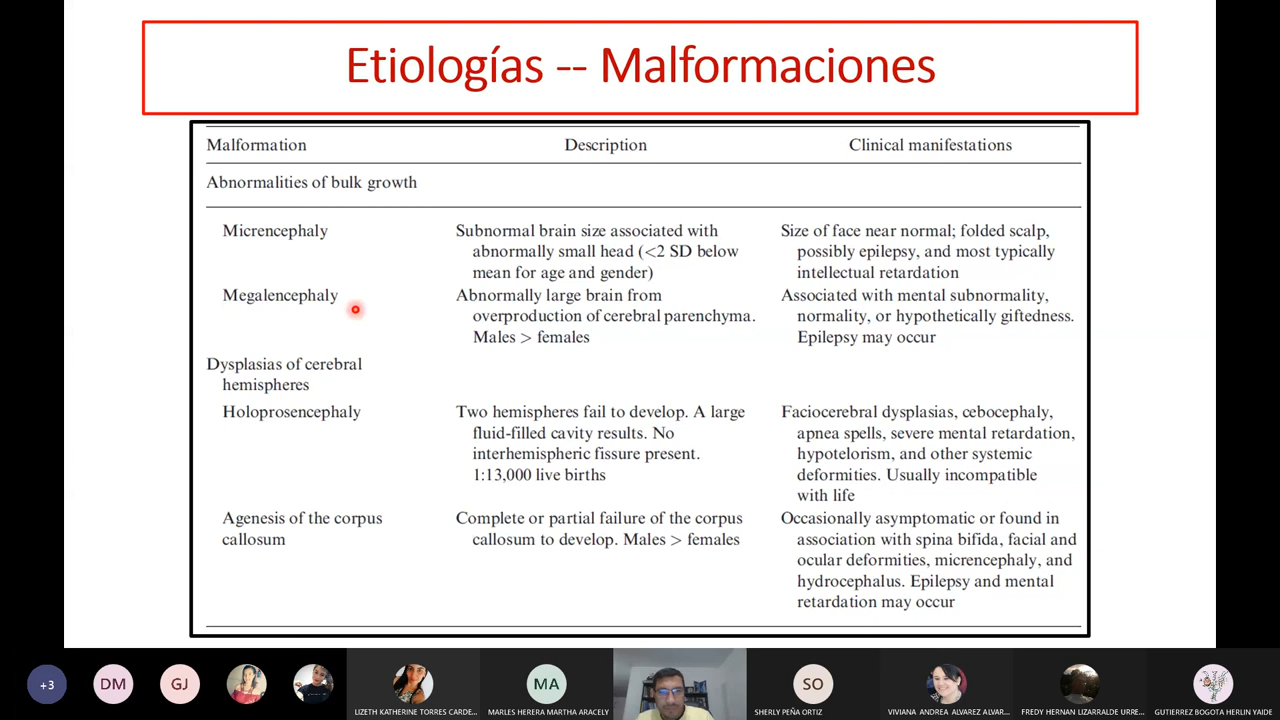 Etiologías -- Malformaciones
Malformation Description Clinical manifestations
Abnormalities of bulk growth
Micrencephaly Subnormal brain size associated with Size of face near normal; folded scalp,
abnormally small head (<2 SD below possibly epilepsy, and most typically
mean for age and gender) intellectual retardation
Megalencephaly Abnormally large brain from Associated with mental subnormality,
overproduction of cerebral parenchyma. normality, or hypothetically giftedness.
Males > females Epilepsy may occur
Dysplasias of cerebral
hemispheres
Holoprosencephaly Two hemispheres fail to develop. A large Faciocerebral dysplasias, cebocephaly,
fluid-filled cavity results. No apnea spells, severe mental retardation,
interhemispheric fissure present. hypotelorism, and other systemic
1:13,000 live births deformities. Usually incompatible
with life
Agenesis of the corpus Complete or partial failure of the corpus Occasionally asymptomatic or found in
callosum callosum to develop. Males > females association with spina bifida, facial and
ocular deformities, micrencephaly, and
hydrocephalus. Epilepsy and mental
retardation may occur
+3 DM GJ MA SO
LIZETH KATHERINE TORRES CARDE... MARLES HERERA MARTHA ARACELY SHERLY PEÑA ORTIZ VIVIANA ANDREA ALVAREZ ALVAR... FREDY HERNAN LIZARRALDE URRE... GUTIERREZ BOGOTA HERLIN YAIDE